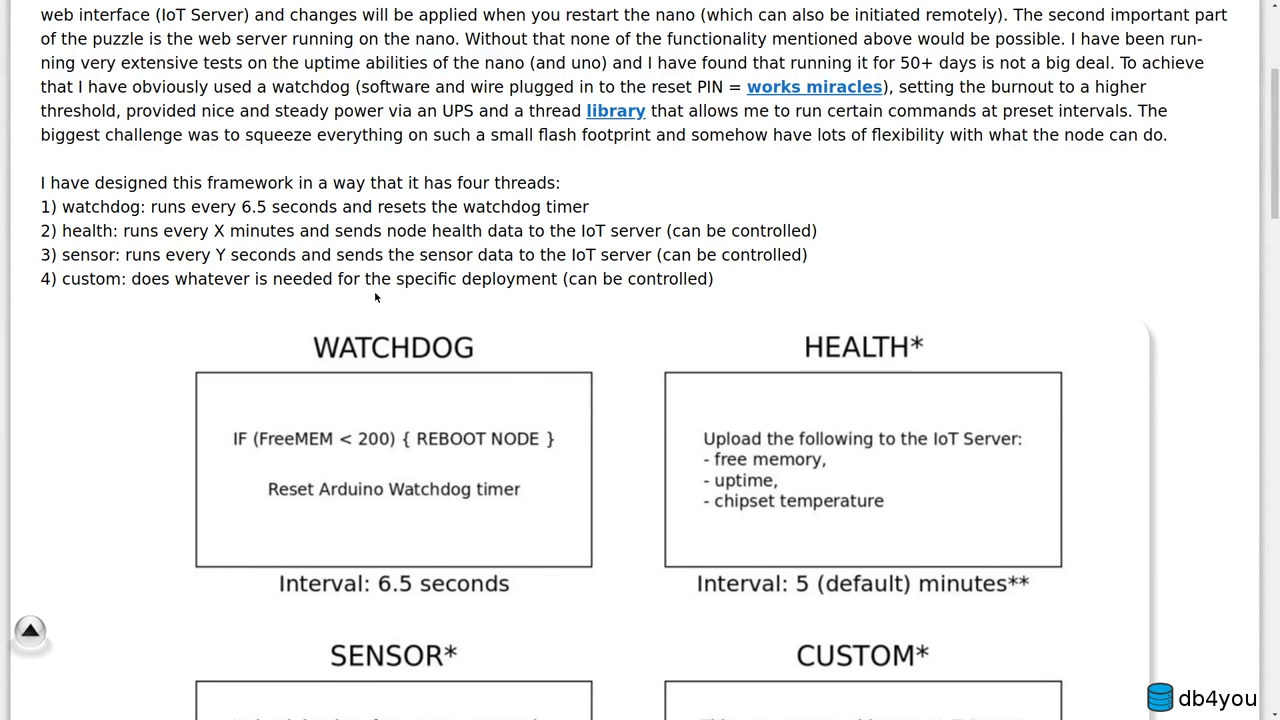 web interface (IoT Server) and changes will be applied when you restart the nano (which can also be initiated remotely). The second important part
of the puzzle is the web server running on the nano. Without that none of the functionality mentioned above would be possible. I have been run-
ning very extensive tests on the uptime abilities of the nano (and uno) and I have found that running it for 50+ days is not a big deal. To achieve
that I have obviously used a watchdog (software and wire plugged in to the reset PIN = works miracles), setting the burnout to a higher
threshold, provided nice and steady power via an UPS and a thread library that allows me to run certain commands at preset intervals. The
biggest challenge was to squeeze everything on such a small flash footprint and somehow have lots of flexibility with what the node can do.
I have designed this framework in a way that it has four threads:
1) watchdog: runs every 6.5 seconds and resets the watchdog timer
2) health: runs every X minutes and sends node health data to the IoT server (can be controlled)
3) sensor: runs every Y seconds and sends the sensor data to the IoT server (can be controlled)
4) custom: does whatever is needed for the specific deployment (can be controlled)
WATCHDOG
IF (FreeMEM < 200) { REBOOT NODE }
Reset Arduino Watchdog timer
Interval: 6.5 seconds
HEALTH*
Upload the following to the IoT Server:
- free memory,
- uptime,
- chipset temperature
Interval: 5 (default) minutes**
SENSOR*
CUSTOM*
db4you